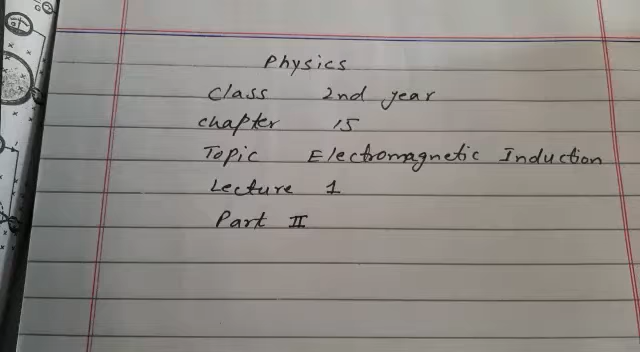 Physics
Class 2nd year
Chapter 15
Topic Electromagnetic Induction
Lecture 1
Part II